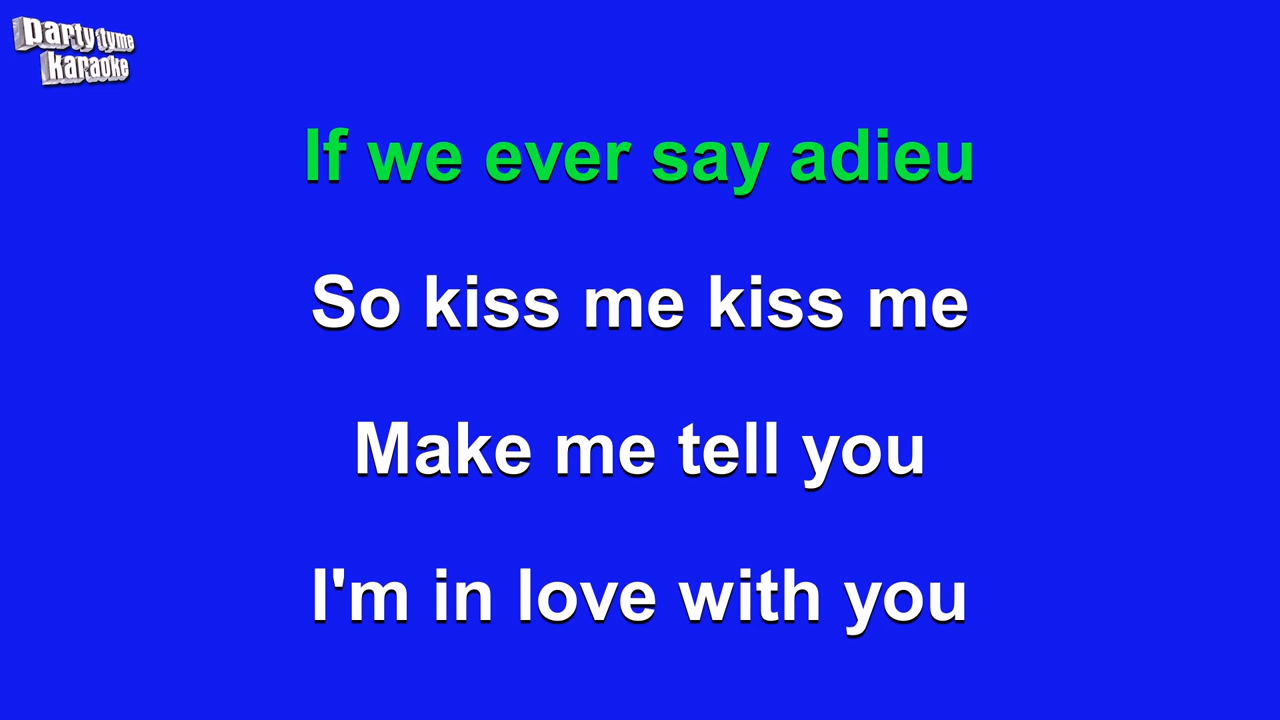 party tyme
karaoke
If we ever say adieu
So kiss me kiss me
Make me tell you
I'm in love with you